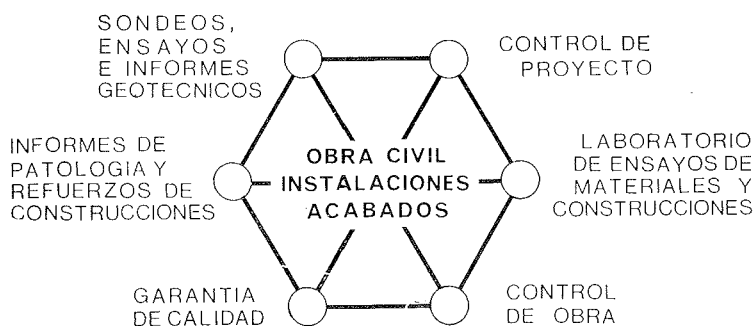 SONDEOS,
ENSAYOS
E INFORMES
GEOTECNICOS
CONTROL DE
PROYECTO
INFORMES DE
PATOLOGIA Y
REFUERZOS DE
CONSTRUCCIONES
OBRA CIVIL
INSTALACIONES
ACABADOS
LABORATORIO
DE ENSAYOS DE
MATERIALES Y
CONSTRUCCIONES
GARANTIA
DE CALIDAD
CONTROL
DE OBRA